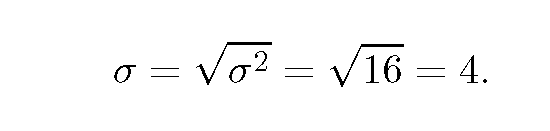 σ = √σ² = √16 = 4.